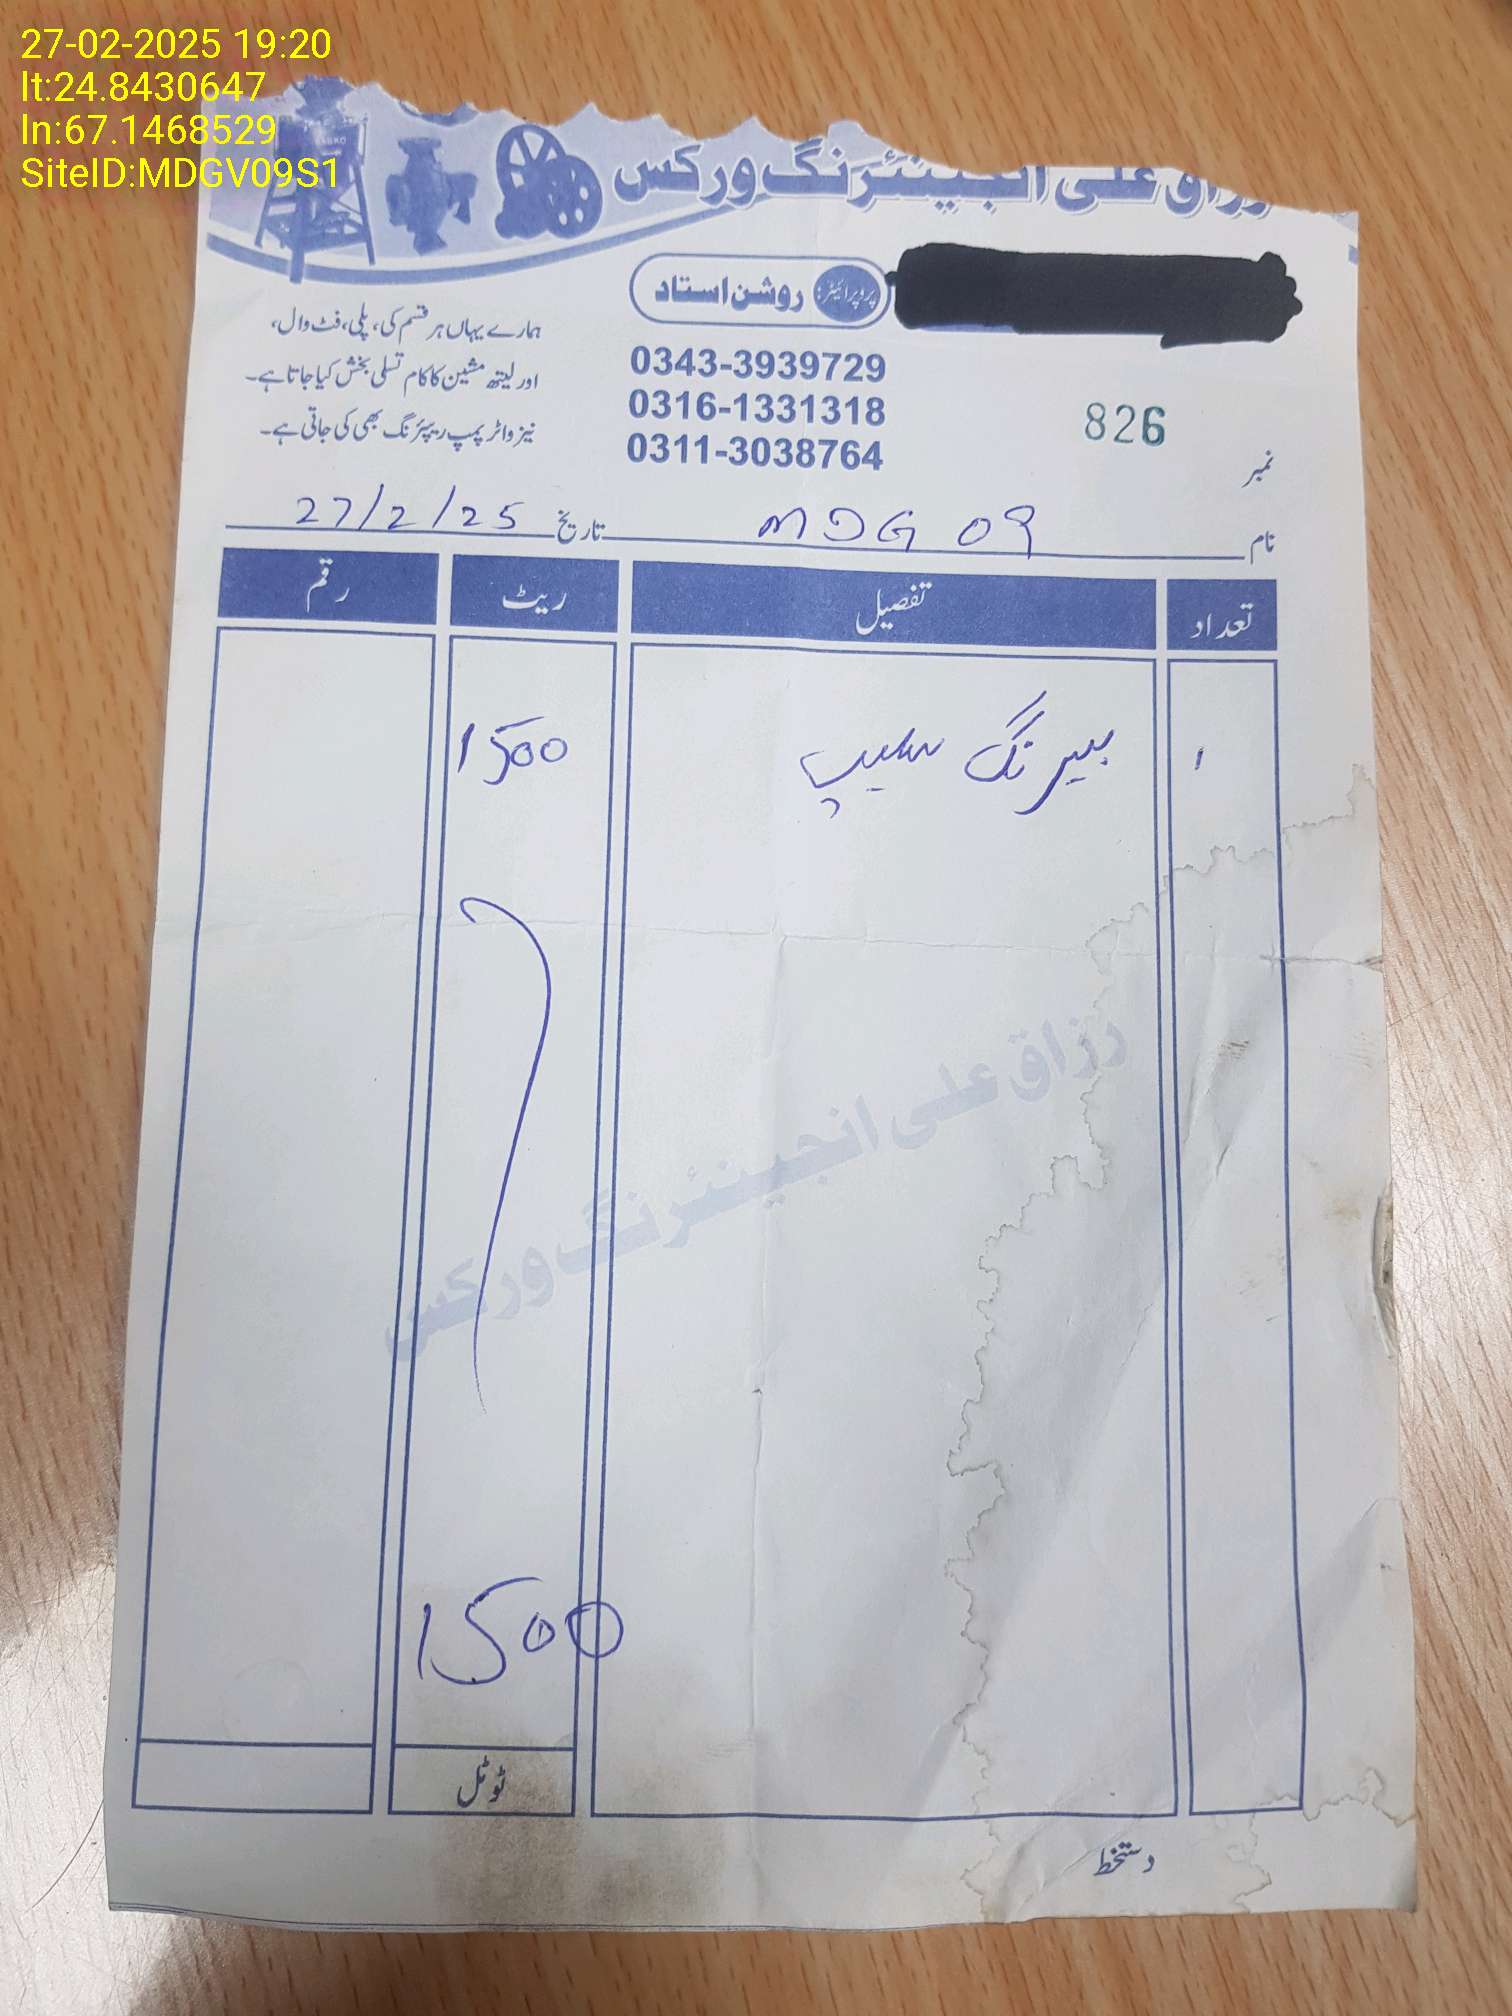 27-02-2025 19:20
lt:24.8430647
ln:67.1468529
SiteID:MDGV09S1
رزاق علی انجینئرنگ ورکس
پروپرائیٹر: روشن استاد
ہمارے یہاں ہر قسم کی، پلی، فٹ وال،
اور لیتھ مشین کا کام تسلی بخش کیا جاتا ہے۔
نیز واٹر پمپ ریپئرنگ بھی کی جاتی ہے۔
0343-3939729
0316-1331318
0311-3038764
نمبر 826
نام MDG 09 تاریخ 27/2/25
تعداد تفصیل ریٹ رقم
1 بیرنگ سلیپ 1500
رزاق علی انجینئرنگ ورکس
1500
ٹوٹل
دستخط